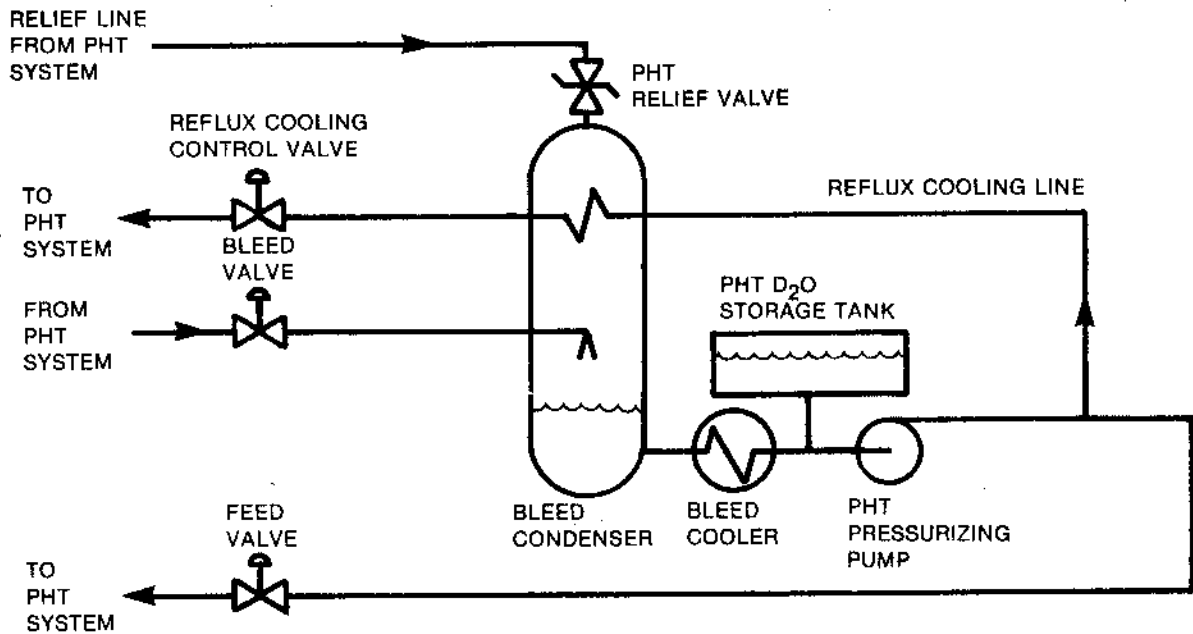 RELIEF LINE
FROM PHT
SYSTEM
PHT
RELIEF VALVE
REFLUX COOLING
CONTROL VALVE
TO
PHT
SYSTEM
REFLUX COOLING LINE
BLEED
VALVE
FROM
PHT
SYSTEM
PHT D₂O
STORAGE TANK
BLEED
CONDENSER
BLEED
COOLER
PHT
PRESSURIZING
PUMP
FEED
VALVE
TO
PHT
SYSTEM